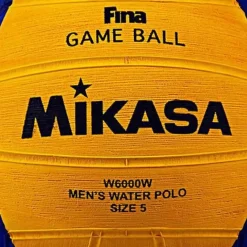 Fina
GAME BALL
MIKASA
W6000W
MEN'S WATER POLO
SIZE 5